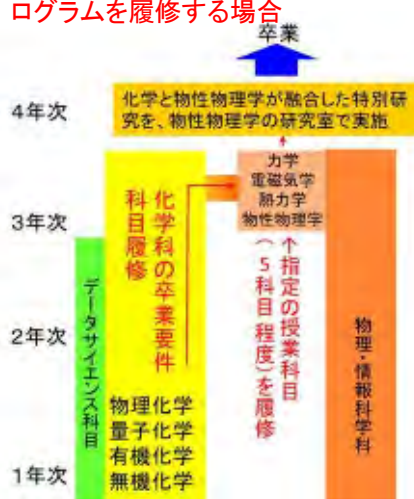 ログラムを履修する場合
卒業
4年次
化学と物性物理学が融合した特別研
究を、物性物理学の研究室で実施
力学
電磁気学
熱力学
物性物理学
3年次
化学科の卒業要件
科目履修
↑指定の授業科目
（5科目程度）を履修
データサイエンス科目
2年次
物理・情報科学科
物理化学
量子化学
有機化学
無機化学
1年次